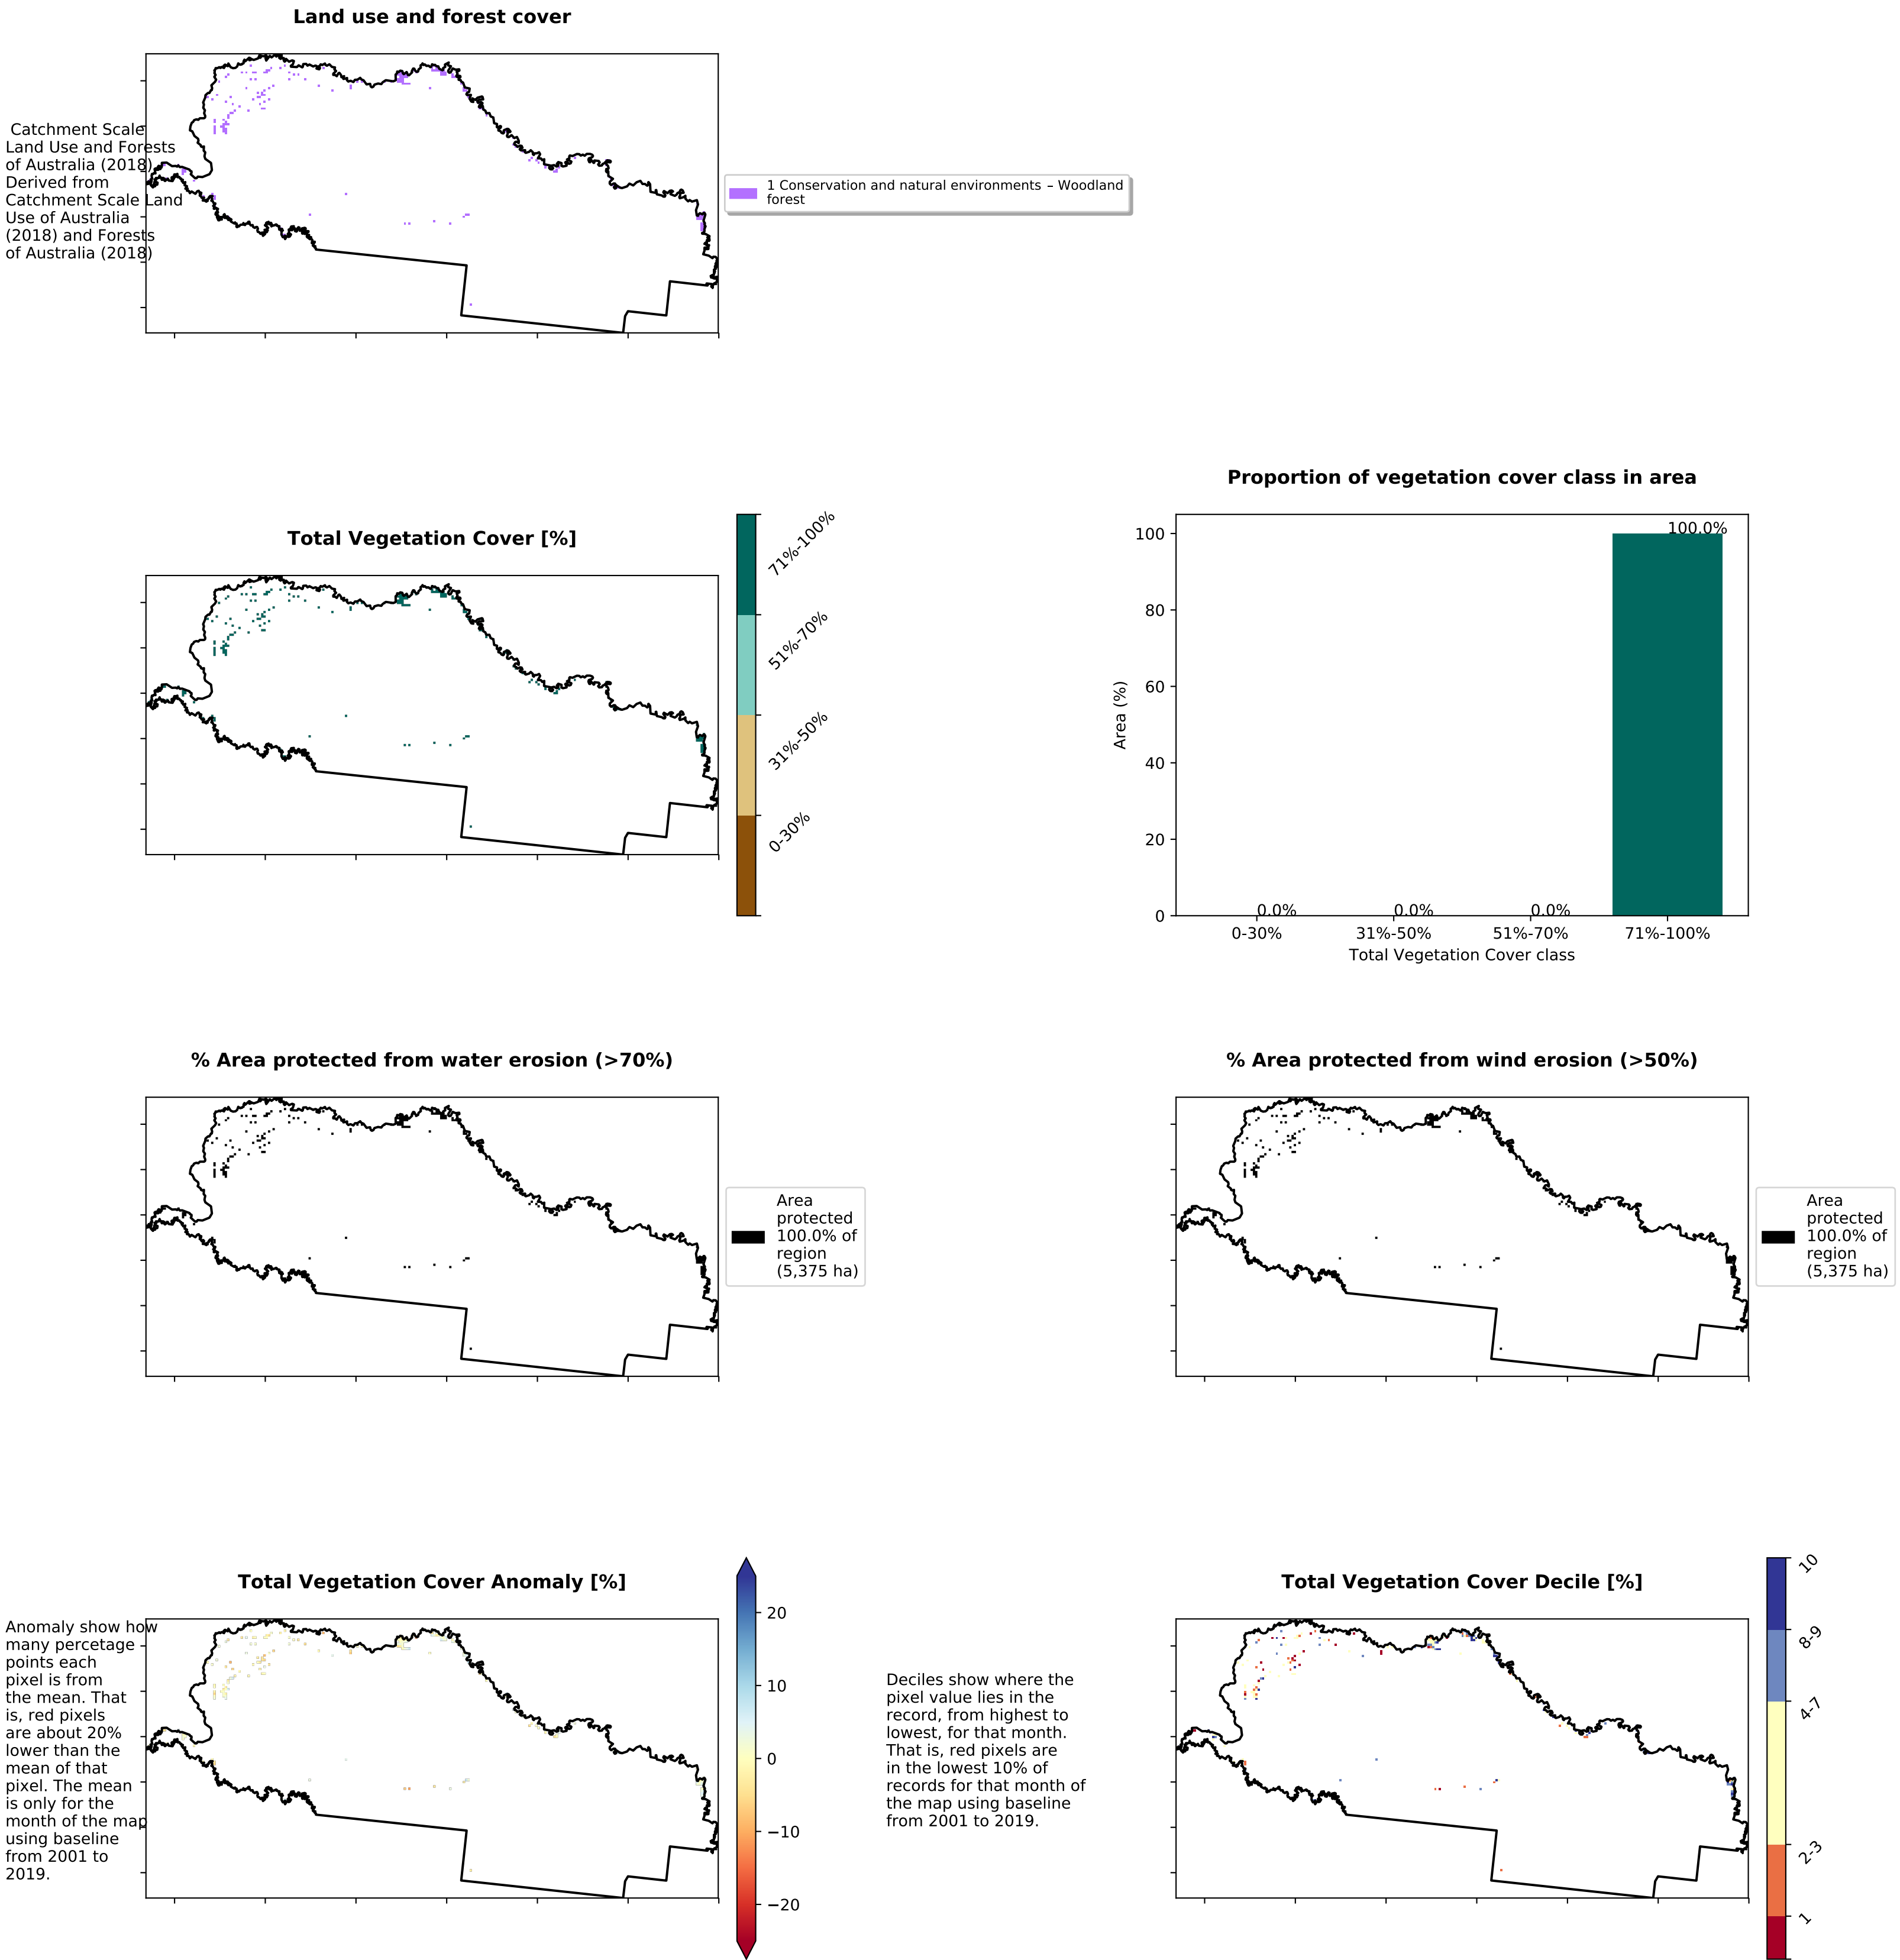 Land use and forest cover
Catchment Scale
Land Use and Forests
of Australia (2018)
Derived from
Catchment Scale Land
Use of Australia
(2018) and Forests
of Australia (2018)
1 Conservation and natural environments – Woodland
forest
Total Vegetation Cover [%]
71%-100%
51%-70%
31%-50%
0-30%
Proportion of vegetation cover class in area
Area (%)
100
80
60
40
20
0
0.0%
0.0%
0.0%
100.0%
0-30%
31%-50%
51%-70%
71%-100%
Total Vegetation Cover class
% Area protected from water erosion (>70%)
Area
protected
100.0% of
region
(5,375 ha)
% Area protected from wind erosion (>50%)
Area
protected
100.0% of
region
(5,375 ha)
Total Vegetation Cover Anomaly [%]
Anomaly show how
many percetage
points each
pixel is from
the mean. That
is, red pixels
are about 20%
lower than the
mean of that
pixel. The mean
is only for the
month of the map
using baseline
from 2001 to
2019.
20
10
0
−10
−20
Total Vegetation Cover Decile [%]
Deciles show where the
pixel value lies in the
record, from highest to
lowest, for that month.
That is, red pixels are
in the lowest 10% of
records for that month of
the map using baseline
from 2001 to 2019.
10
8-9
4-7
2-3
1